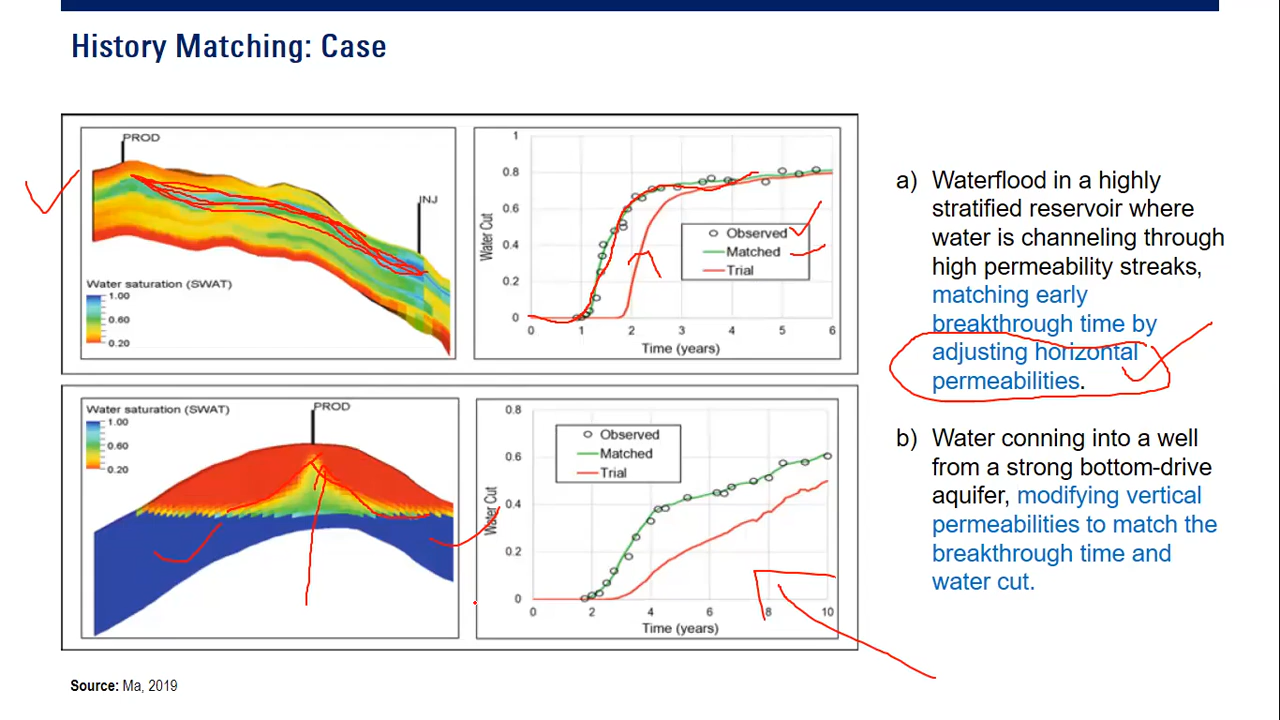 History Matching: Case
PROD
INJ
Water saturation (SWAT)
1.00
0.60
0.20
Water Cut
1
0.8
0.6
0.4
0.2
0
0 1 2 3 4 5 6
Time (years)
Observed
Matched
Trial
a) Waterflood in a highly
stratified reservoir where
water is channeling through
high permeability streaks,
matching early
breakthrough time by
adjusting horizontal
permeabilities.
Water saturation (SWAT)
1.00
0.60
0.20
PROD
Water Cut
0.8
0.6
0.4
0.2
0
0 2 4 6 8 10
Time (years)
Observed
Matched
Trial
b) Water conning into a well
from a strong bottom-drive
aquifer, modifying vertical
permeabilities to match the
breakthrough time and
water cut.
Source: Ma, 2019